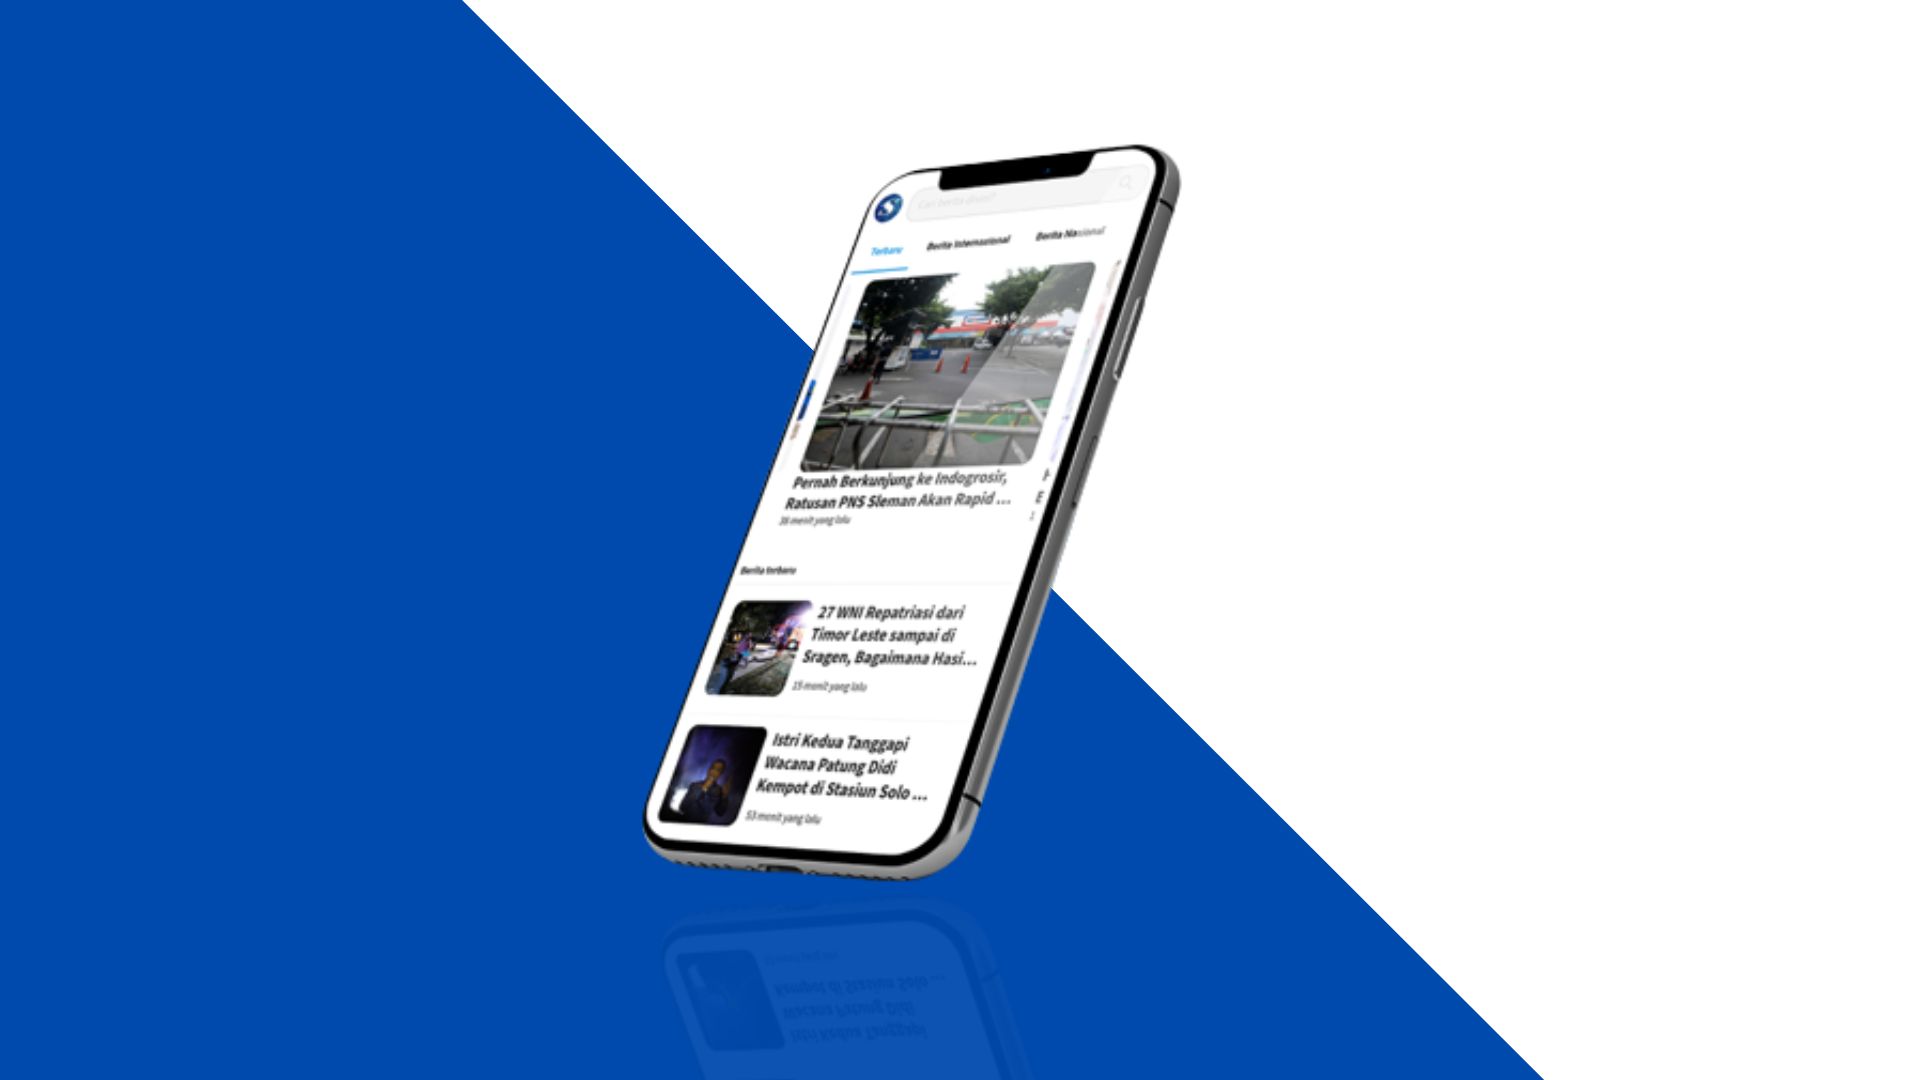 S
Cari berita disini?
Terbaru
Berita Internasional
Berita Nasional
Pernah Berkunjung ke Indogrosir,
Ratusan PNS Sleman Akan Rapid ...
36 menit yang lalu
Berita terbaru
27 WNI Repatriasi dari
Timor Leste sampai di
Sragen, Bagaimana Hasi...
15 menit yang lalu
Istri Kedua Tanggapi
Wacana Patung Didi
Kempot di Stasiun Solo ...
53 menit yang lalu